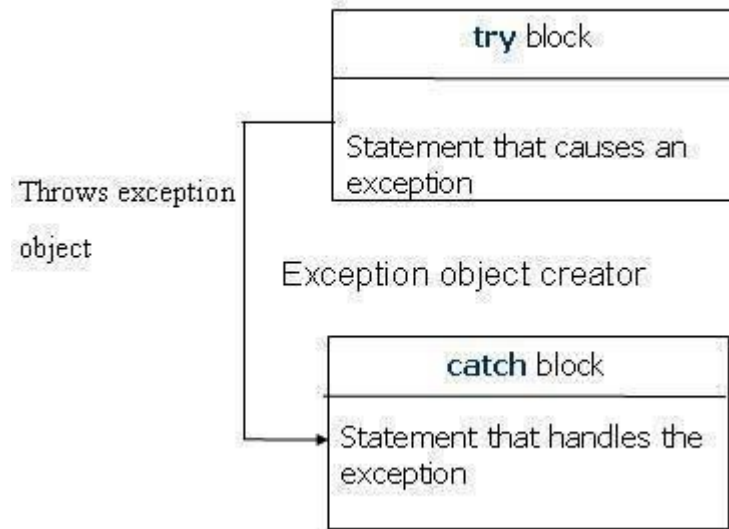 try block
Statement that causes an
exception
Throws exception
object
Exception object creator
catch block
Statement that handles the
exception